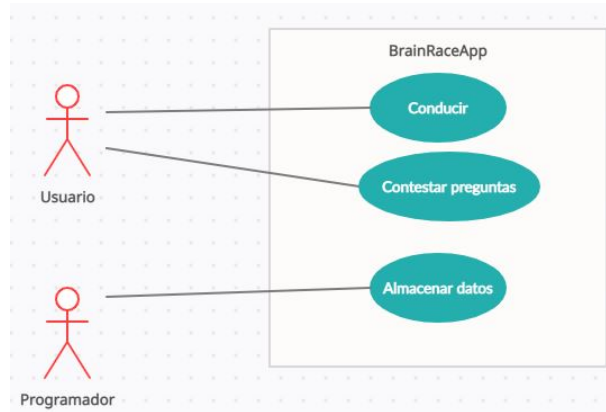 BrainRaceApp
Conducir
Usuario
Contestar preguntas
Almacenar datos
Programador